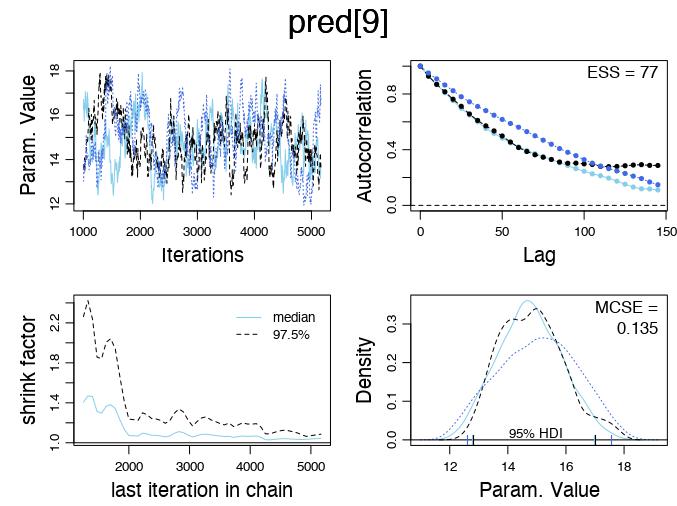 pred[9]
Param. Value
12
14
16
18
1000
2000
3000
4000
5000
Iterations
ESS = 77
Autocorrelation
0.0
0.4
0.8
0
50
100
150
Lag
shrink factor
1.0
1.4
1.8
2.2
median
97.5%
2000
3000
4000
5000
last iteration in chain
MCSE =
0.135
Density
0.0
0.1
0.2
0.3
95% HDI
12
14
16
18
Param. Value